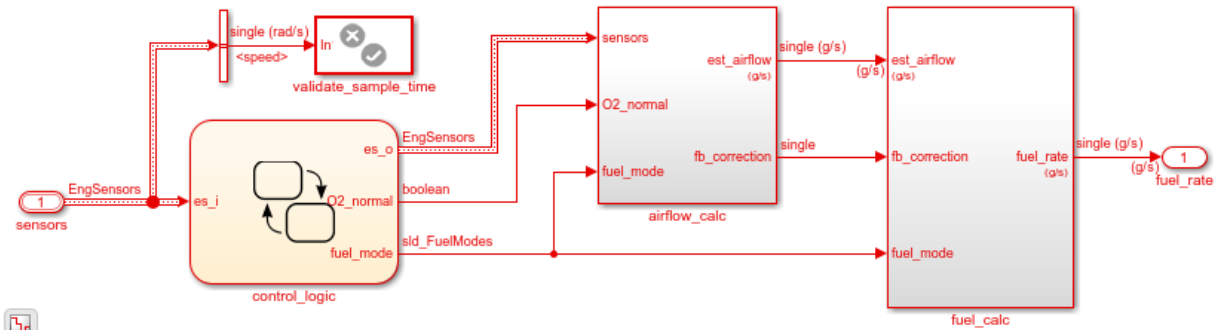 single (rad/s)
<speed>
In
validate_sample_time
EngSensors
1
sensors
es_i
es_o
O2_normal
fuel_mode
control_logic
EngSensors
boolean
sld_FuelModes
sensors
O2_normal
fuel_mode
est_airflow
(g/s)
fb_correction
airflow_calc
single (g/s)
(g/s)
single
est_airflow
(g/s)
fb_correction
fuel_mode
fuel_rate
(g/s)
fuel_calc
single (g/s)
(g/s)
1
fuel_rate